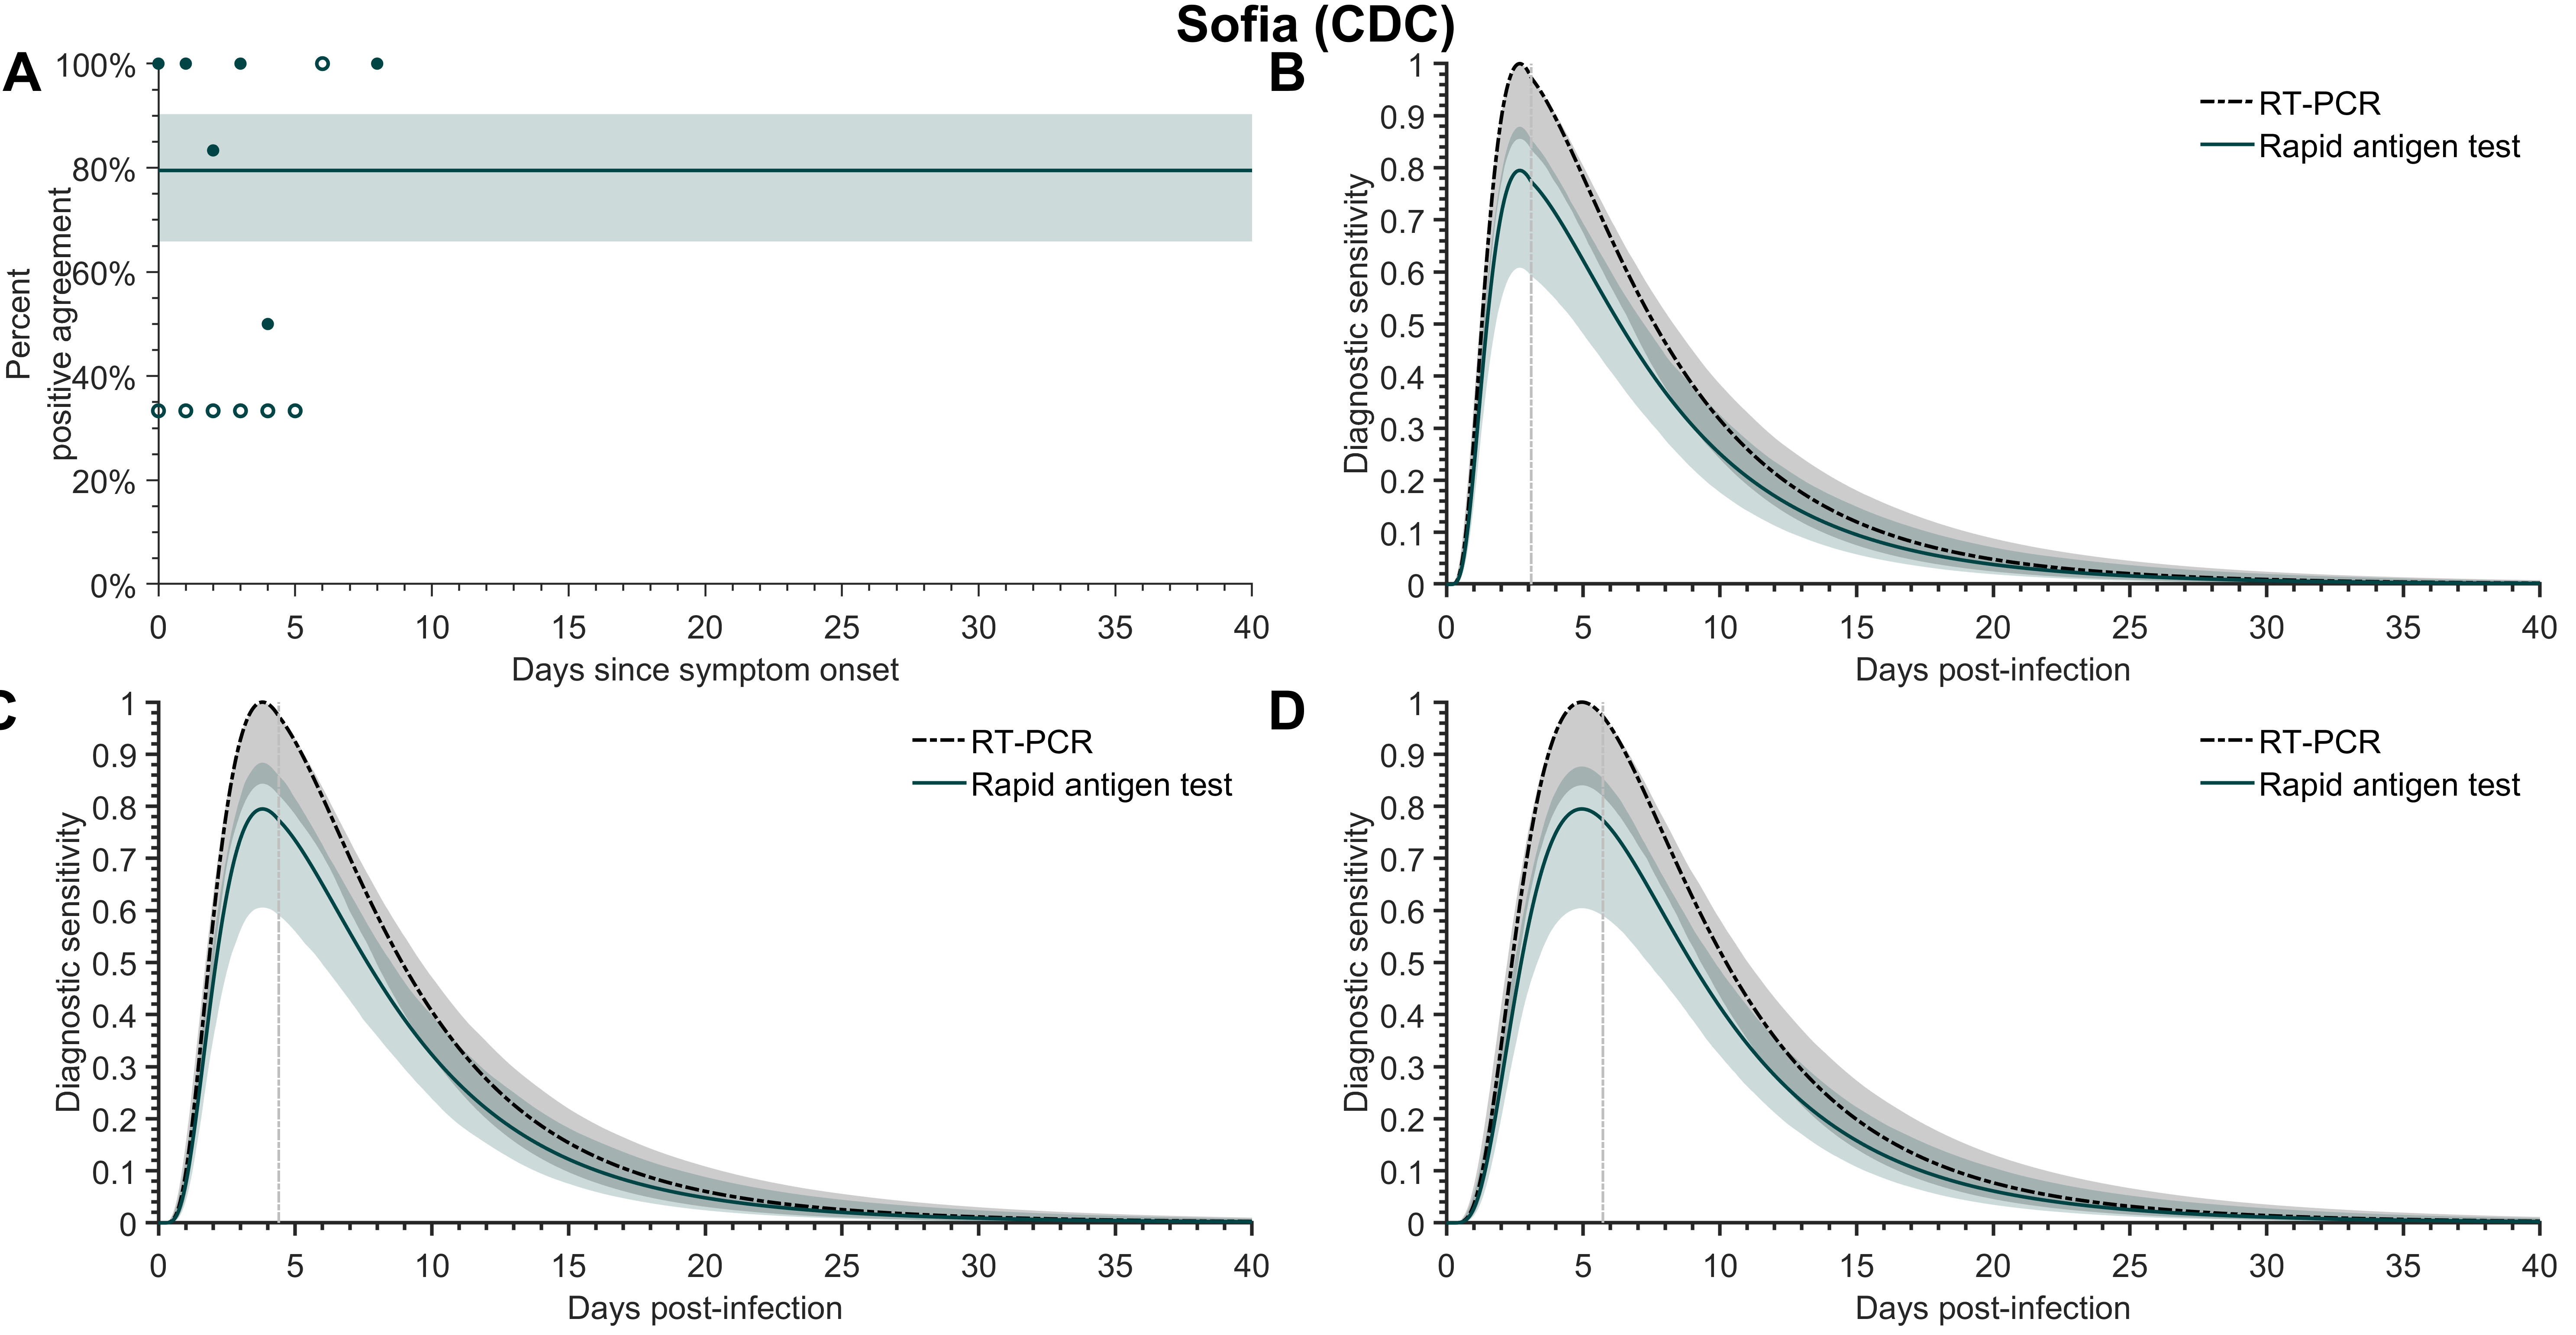 Sofia (CDC)
A
100%
80%
60%
40%
20%
0%
Percent
positive agreement
0 5 10 15 20 25 30 35 40
Days since symptom onset
B
1
0.9
0.8
0.7
0.6
0.5
0.4
0.3
0.2
0.1
0
Diagnostic sensitivity
RT-PCR
Rapid antigen test
0 5 10 15 20 25 30 35 40
Days post-infection
C
1
0.9
0.8
0.7
0.6
0.5
0.4
0.3
0.2
0.1
0
Diagnostic sensitivity
RT-PCR
Rapid antigen test
0 5 10 15 20 25 30 35 40
Days post-infection
D
1
0.9
0.8
0.7
0.6
0.5
0.4
0.3
0.2
0.1
0
Diagnostic sensitivity
RT-PCR
Rapid antigen test
0 5 10 15 20 25 30 35 40
Days post-infection